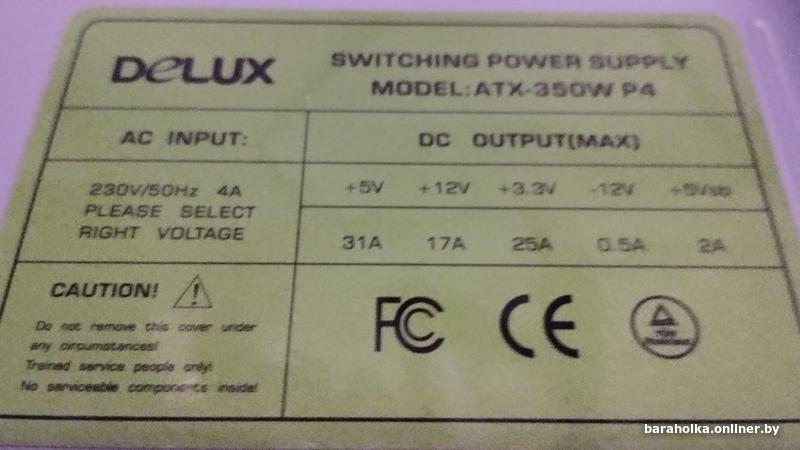 DELUX
SWITCHING POWER SUPPLY
MODEL:ATX-350W P4
AC INPUT:
DC OUTPUT(MAX)
230V/50Hz 4A
PLEASE SELECT
RIGHT VOLTAGE
+5V +12V +3.3V -12V +5Vsb
31A 17A 25A 0.5A 2A
CAUTION!
Do not remove this cover under
any circumstances!
Trained service people only!
No serviceable components inside!
FC CE
baraholka.onliner.by